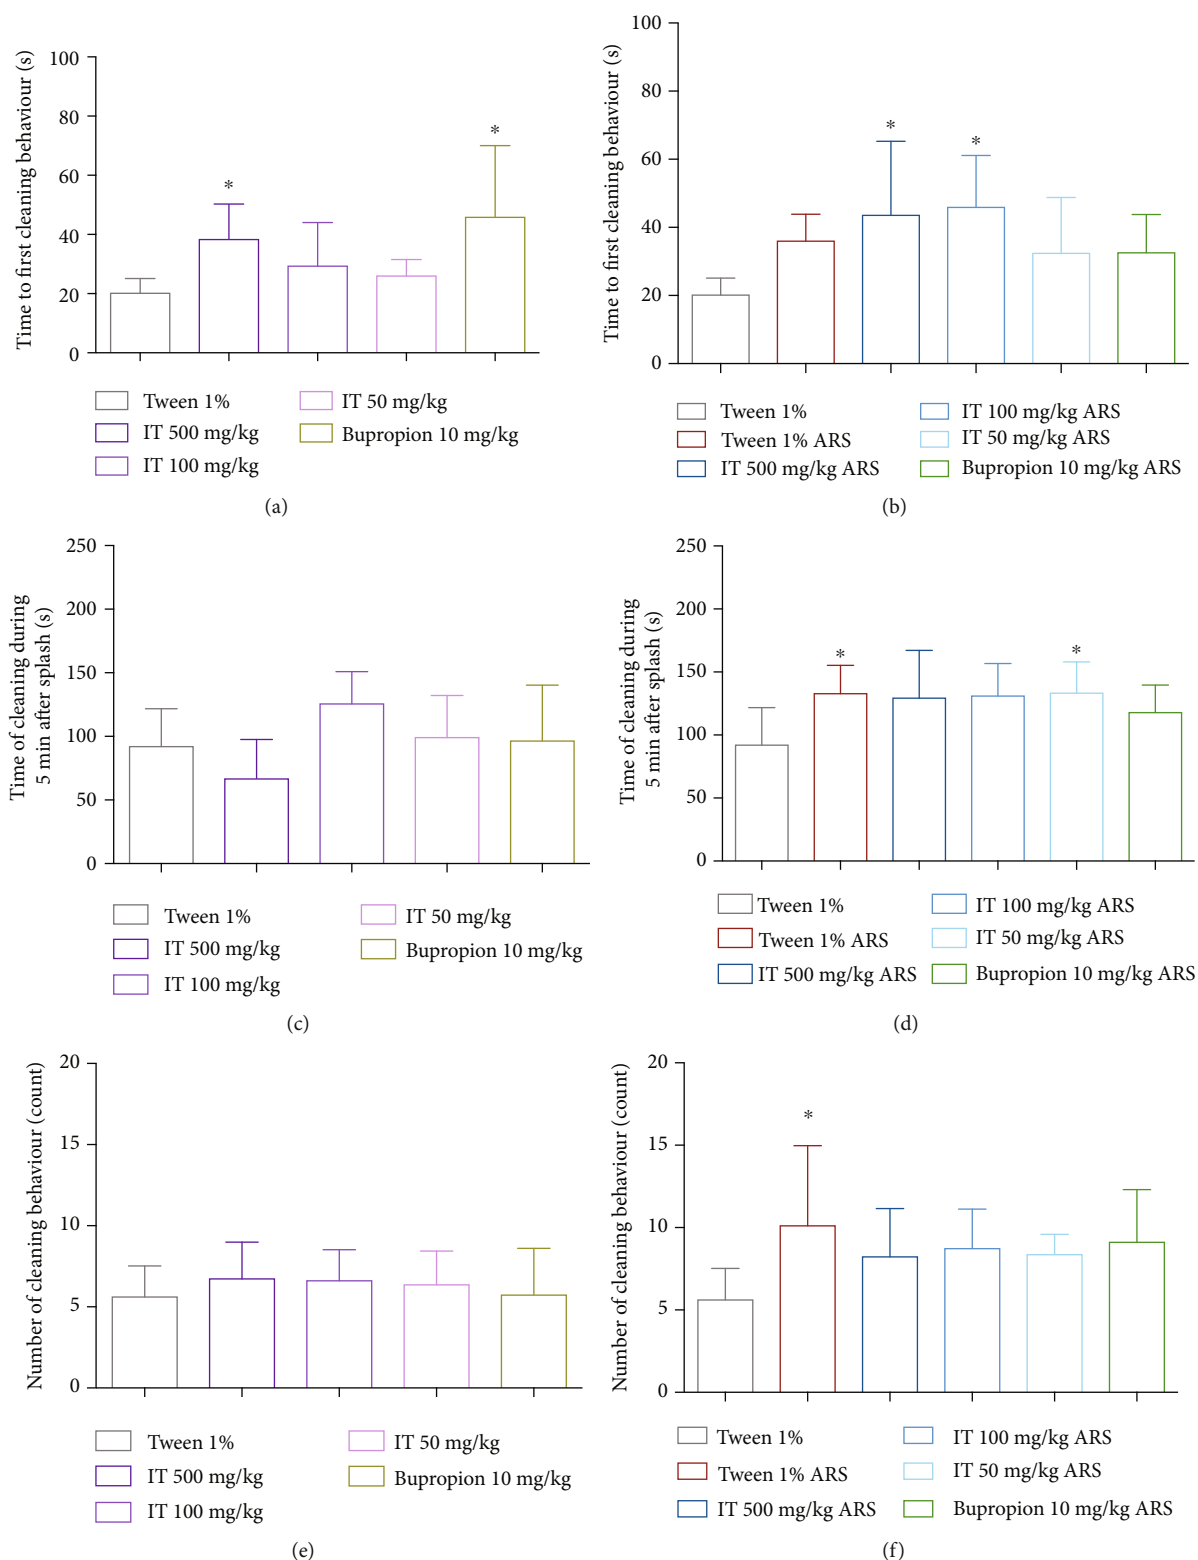 Time to first cleaning behaviour (s)
100
80
60
40
20
0
*
*
Tween 1%
IT 500 mg/kg
IT 100 mg/kg
IT 50 mg/kg
Bupropion 10 mg/kg
(a)
Time to first cleaning behaviour (s)
100
80
60
40
20
0
*
*
Tween 1%
Tween 1% ARS
IT 500 mg/kg ARS
IT 100 mg/kg ARS
IT 50 mg/kg ARS
Bupropion 10 mg/kg ARS
(b)
Time of cleaning during
5 min after splash (s)
250
200
150
100
50
0
Tween 1%
IT 500 mg/kg
IT 100 mg/kg
IT 50 mg/kg
Bupropion 10 mg/kg
(c)
Time of cleaning during
5 min after splash (s)
250
200
150
100
50
0
*
*
Tween 1%
Tween 1% ARS
IT 500 mg/kg ARS
IT 100 mg/kg ARS
IT 50 mg/kg ARS
Bupropion 10 mg/kg ARS
(d)
Number of cleaning behaviour (count)
20
15
10
5
0
Tween 1%
IT 500 mg/kg
IT 100 mg/kg
IT 50 mg/kg
Bupropion 10 mg/kg
(e)
Number of cleaning behaviour (count)
20
15
10
5
0
*
Tween 1%
Tween 1% ARS
IT 500 mg/kg ARS
IT 100 mg/kg ARS
IT 50 mg/kg ARS
Bupropion 10 mg/kg ARS
(f)